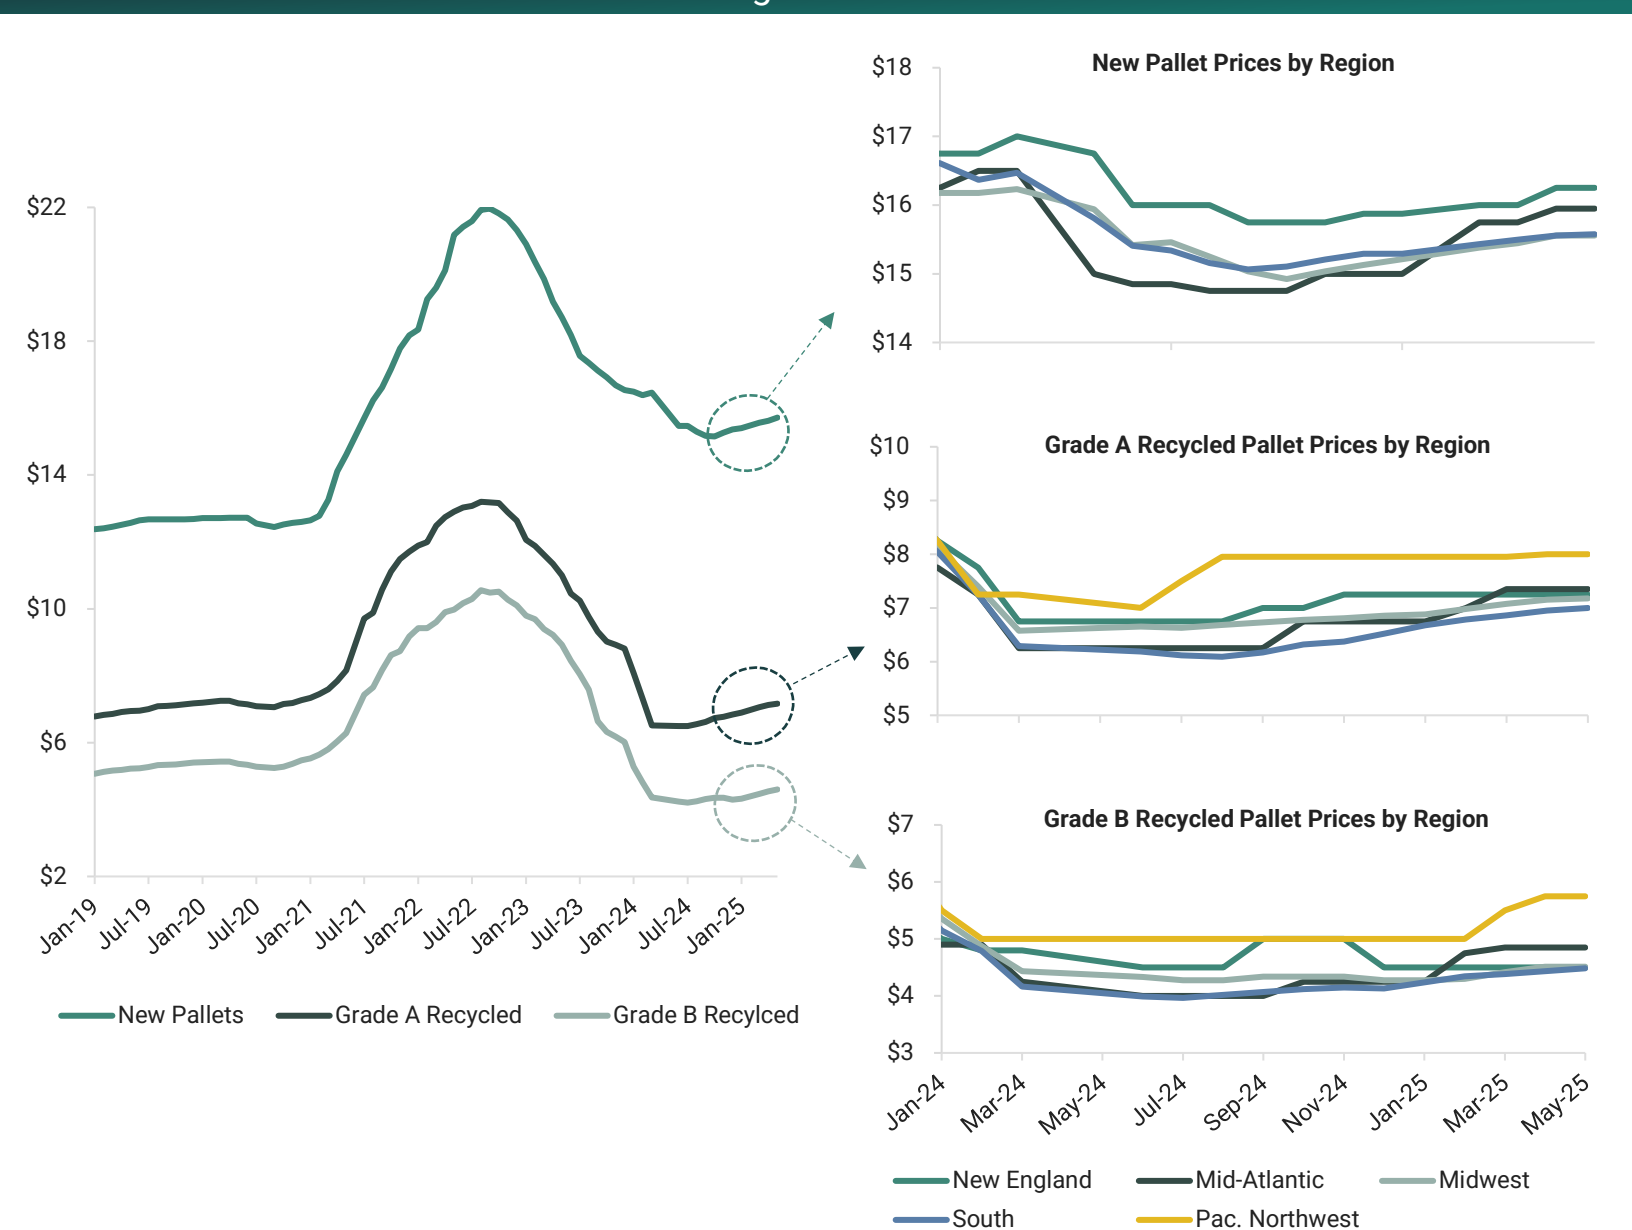 $22
$18
$14
$10
$6
$2
Jan-19
Jul-19
Jan-20
Jul-20
Jan-21
Jul-21
Jan-22
Jul-22
Jan-23
Jul-23
Jan-24
Jul-24
Jan-25
New Pallets
Grade A Recycled
Grade B Recylced
New Pallet Prices by Region
$18
$17
$16
$15
$14
Grade A Recycled Pallet Prices by Region
$10
$9
$8
$7
$6
$5
Grade B Recycled Pallet Prices by Region
$7
$6
$5
$4
$3
Jan-24
Mar-24
May-24
Jul-24
Sep-24
Nov-24
Jan-25
Mar-25
May-25
New England
Mid-Atlantic
Midwest
South
Pac. Northwest